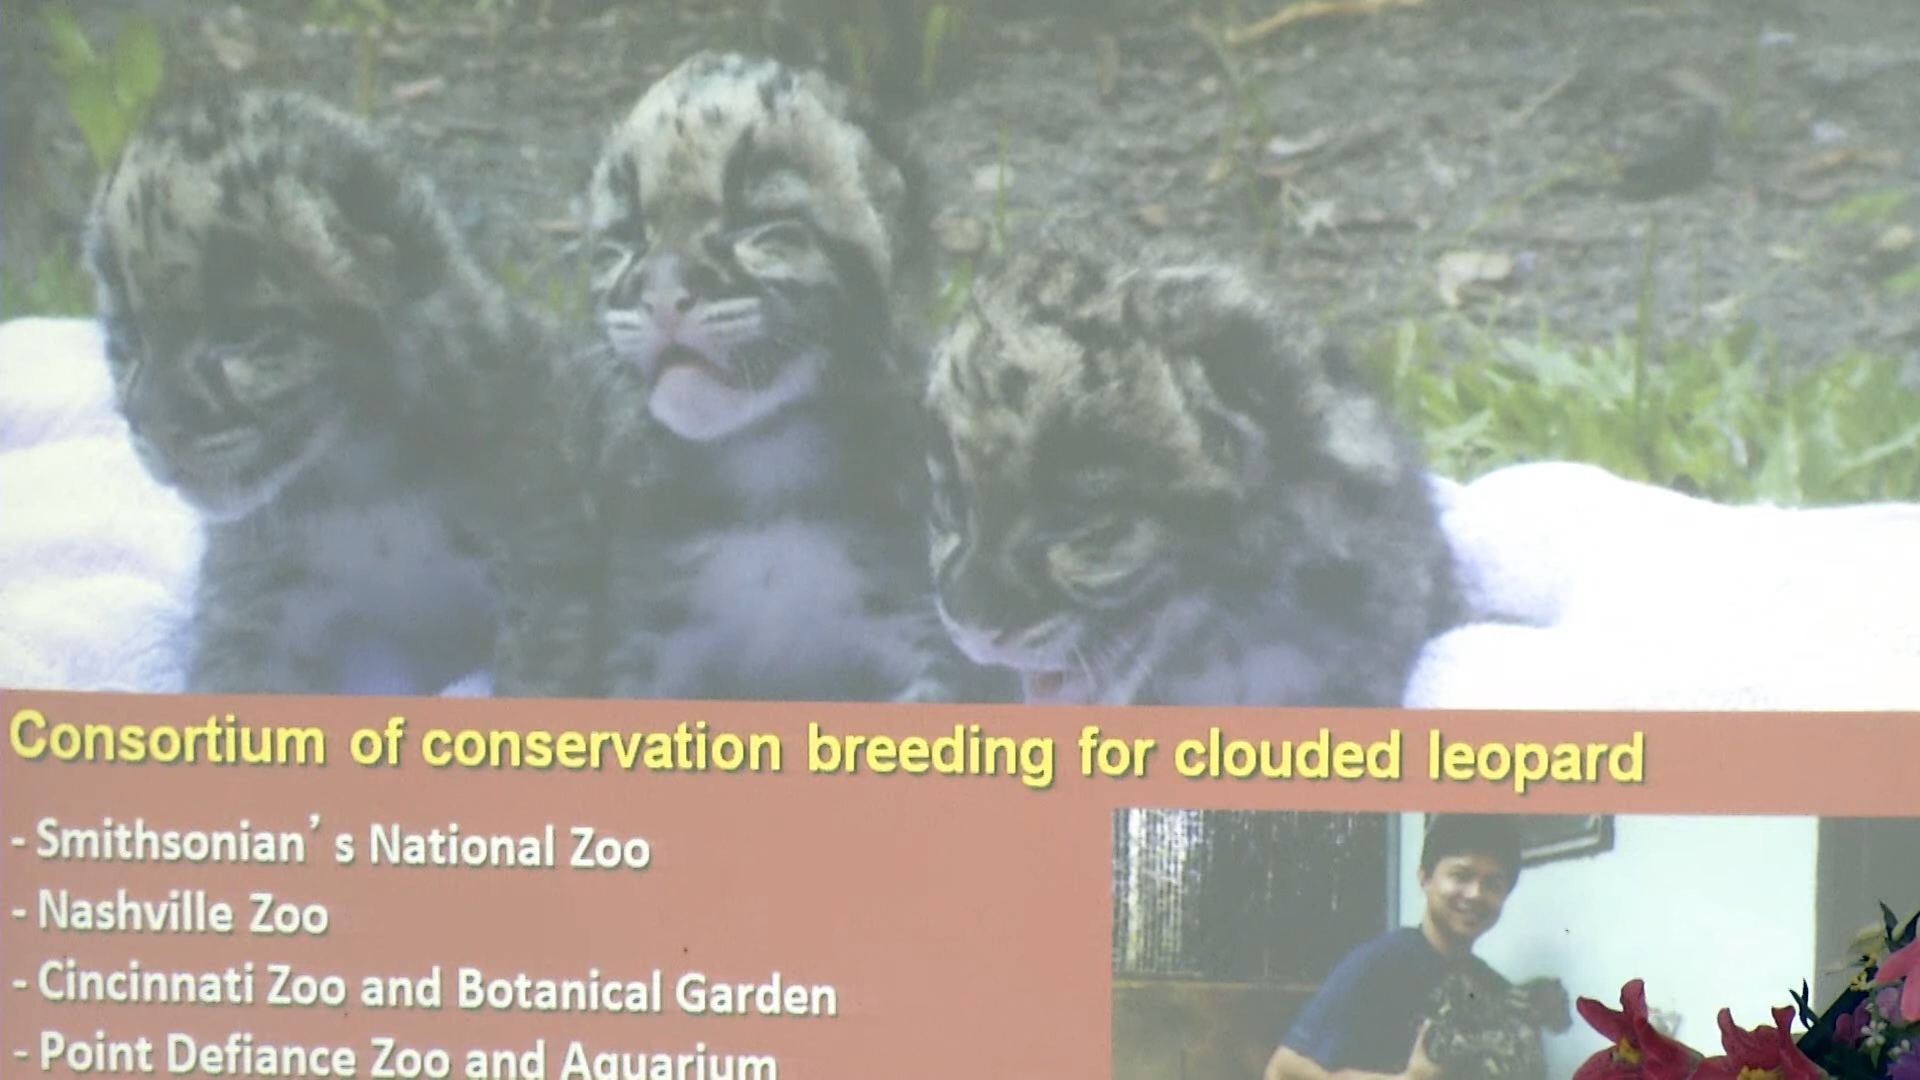 Consortium of conservation breeding for clouded leopard
- Smithsonian's National Zoo
- Nashville Zoo
- Cincinnati Zoo and Botanical Garden
- Point Defiance Zoo and Aquarium